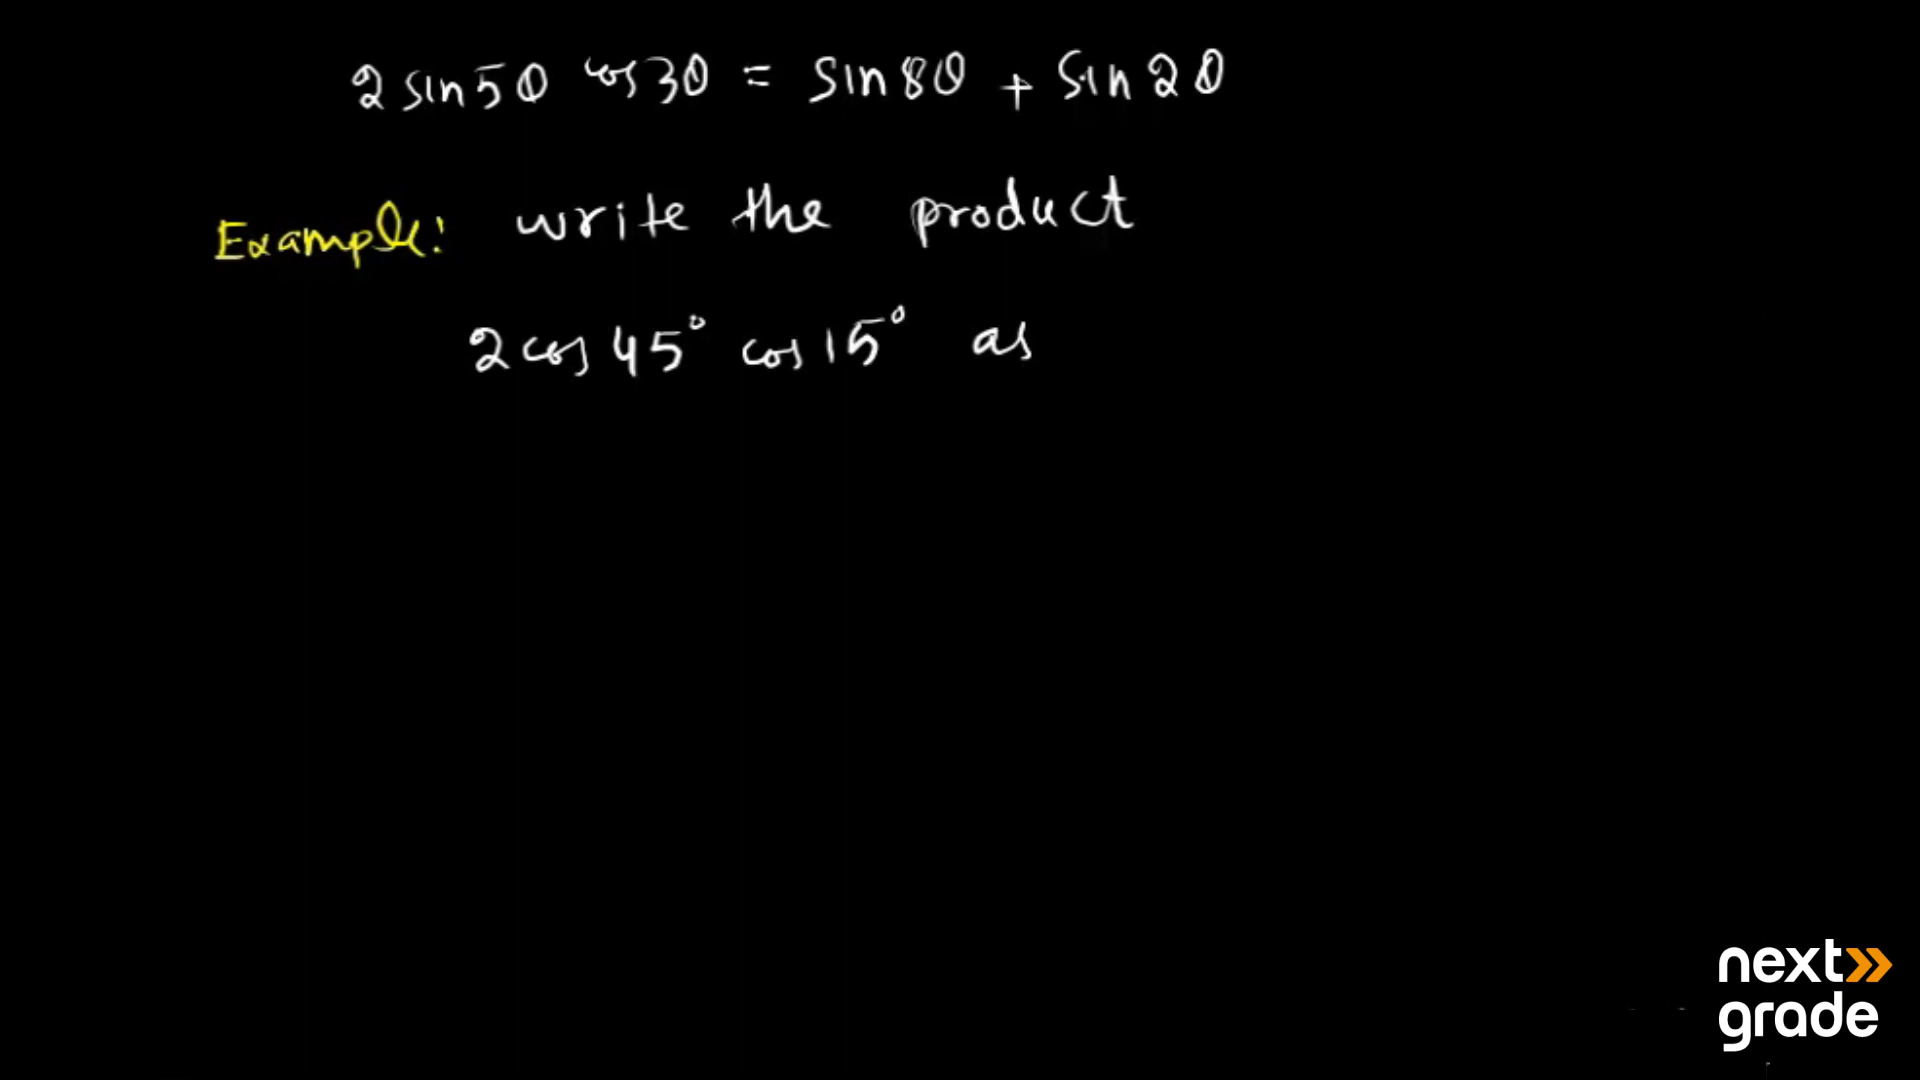 2 sin5θ cos3θ = sin8θ + sin2θ
Example: write the product
2 cos 45° cos 15° as
next
grade